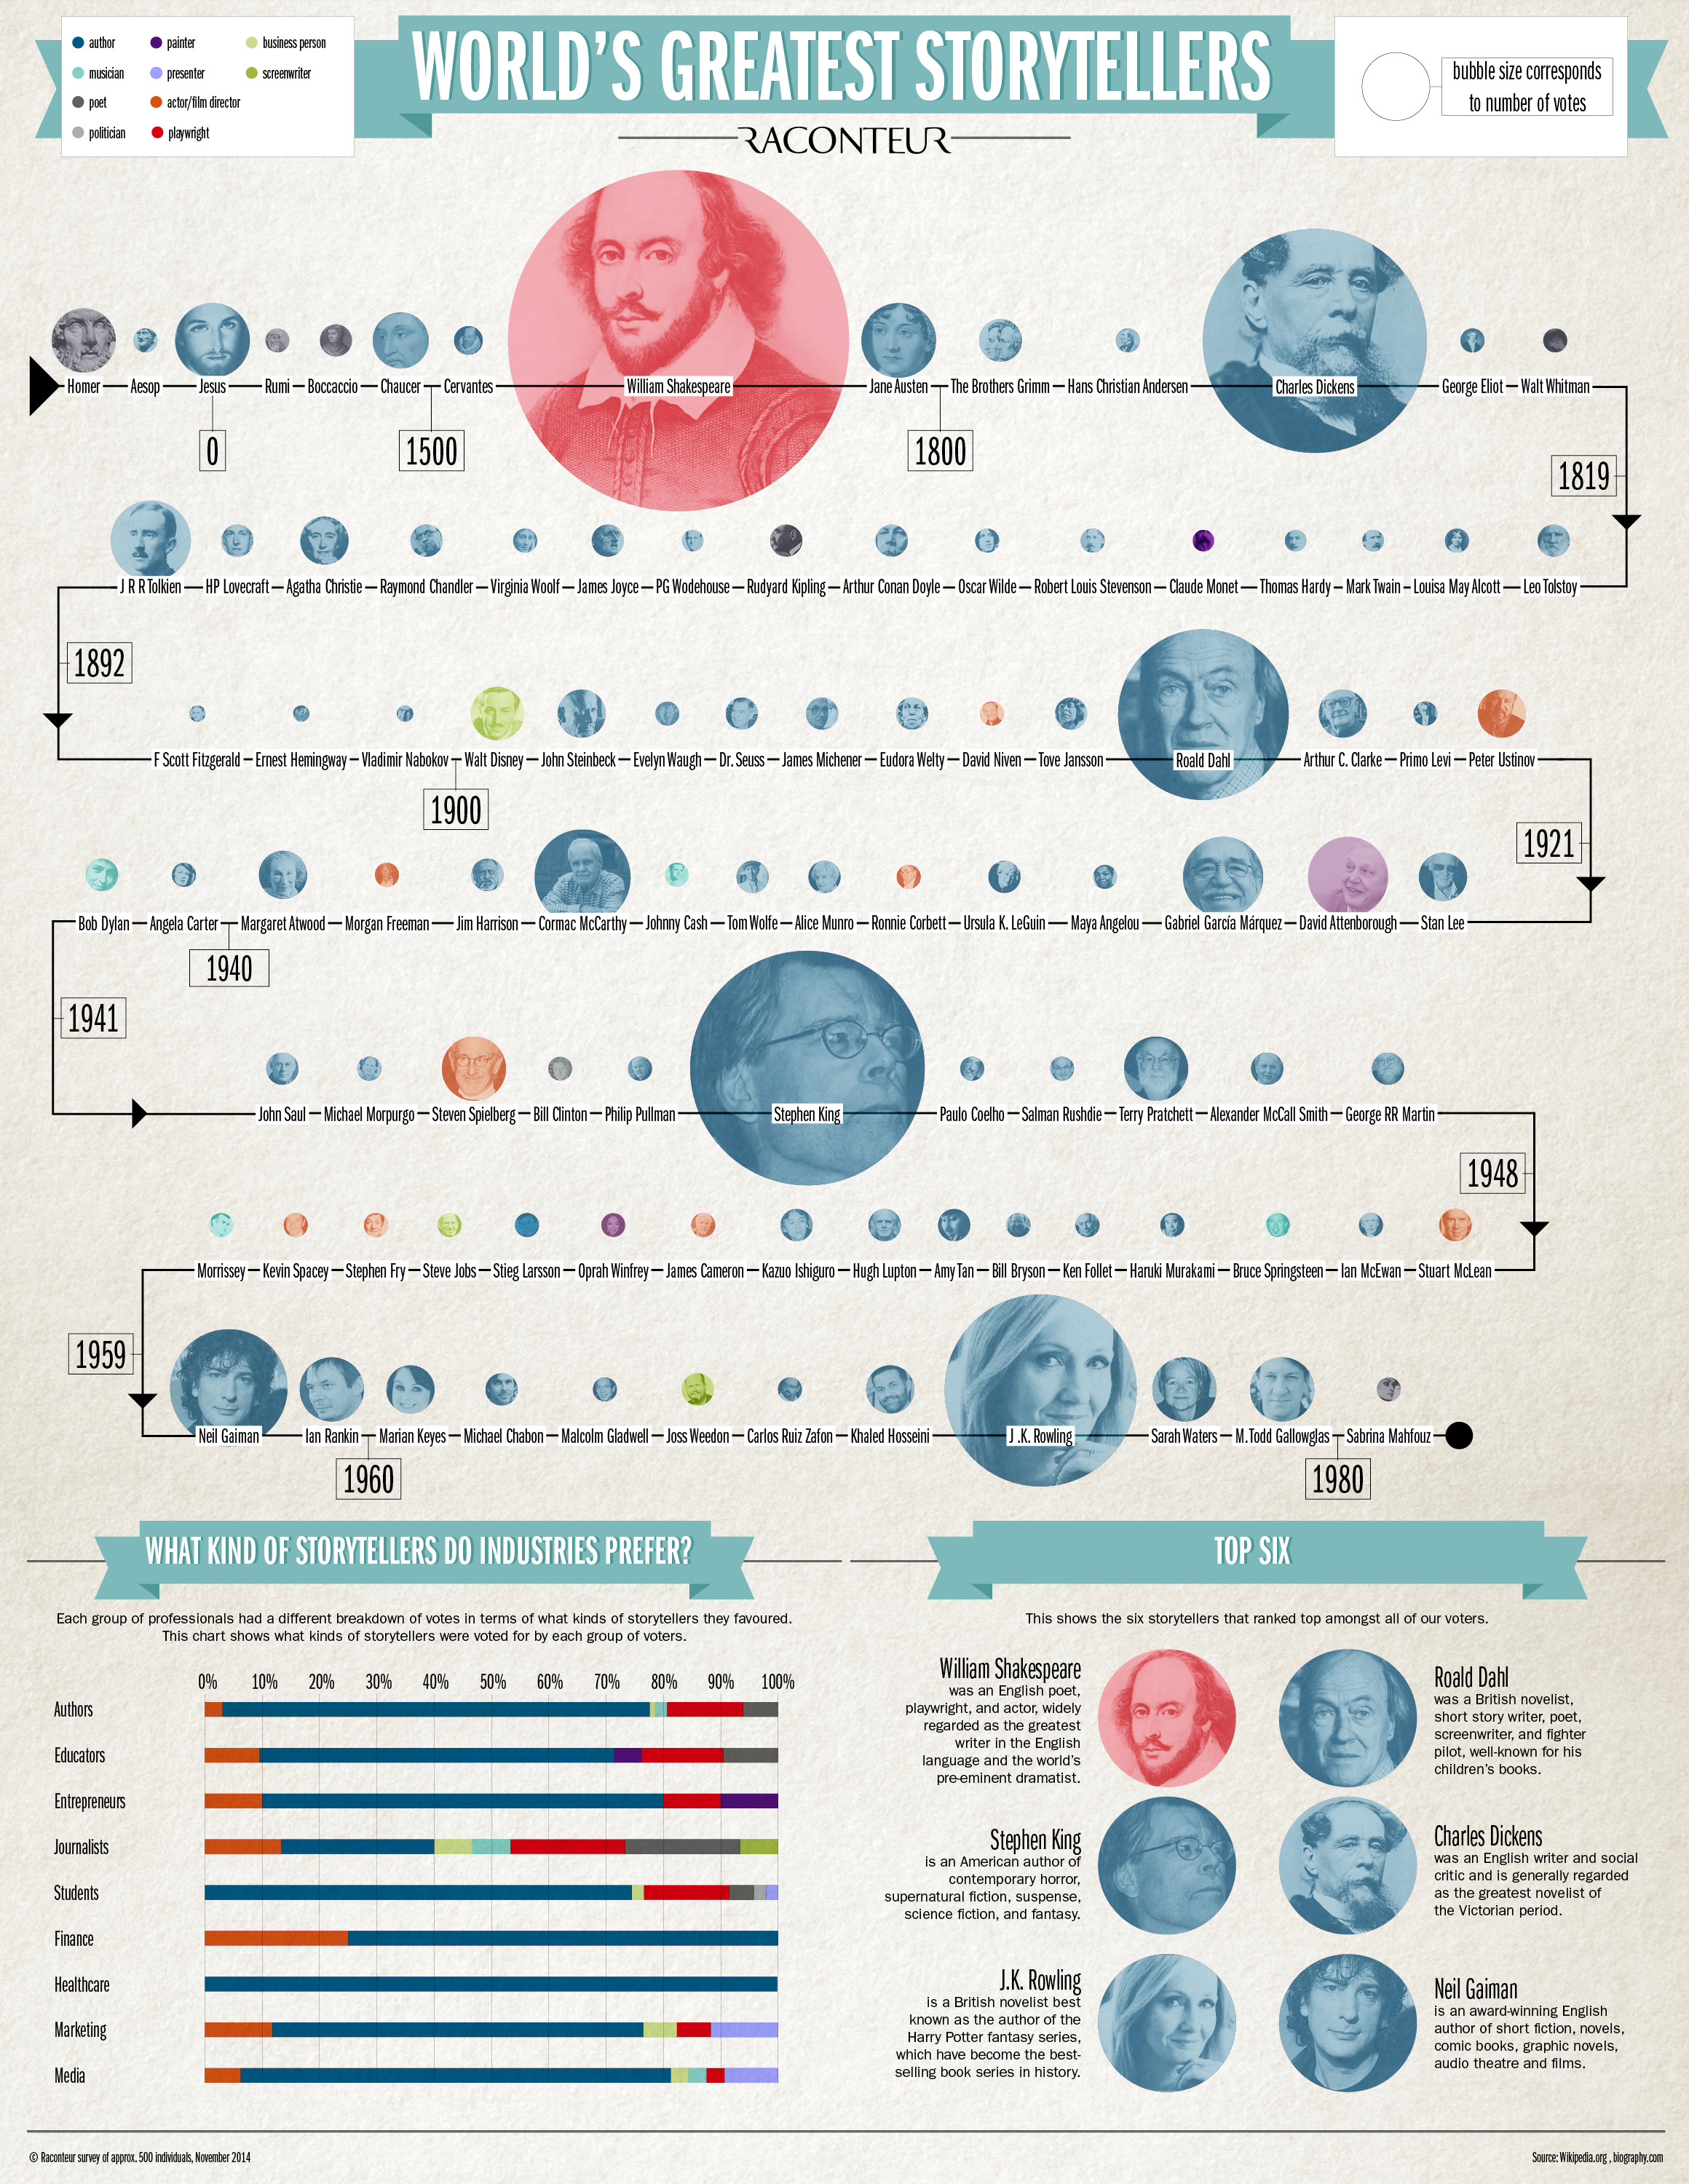 author
painter
business person
musician
presenter
screenwriter
poet
actor/film director
politician
playwright
WORLD'S GREATEST STORYTELLERS
RACONTEUR
bubble size corresponds
to number of votes
Homer
Aesop
Jesus
Rumi
Boccaccio
Chaucer
Cervantes
William Shakespeare
Jane Austen
The Brothers Grimm
Hans Christian Andersen
Charles Dickens
George Eliot
Walt Whitman
0
1500
1800
1819
J R R Tolkien
HP Lovecraft
Agatha Christie
Raymond Chandler
Virginia Woolf
James Joyce
PG Wodehouse
Rudyard Kipling
Arthur Conan Doyle
Oscar Wilde
Robert Louis Stevenson
Claude Monet
Thomas Hardy
Mark Twain
Louisa May Alcott
Leo Tolstoy
1892
F Scott Fitzgerald
Ernest Hemingway
Vladimir Nabokov
Walt Disney
John Steinbeck
Evelyn Waugh
Dr. Seuss
James Michener
Eudora Welty
David Niven
Tove Jansson
Roald Dahl
Arthur C. Clarke
Primo Levi
Peter Ustinov
1900
1921
Bob Dylan
Angela Carter
Margaret Atwood
Morgan Freeman
Jim Harrison
Cormac McCarthy
Johnny Cash
Tom Wolfe
Alice Munro
Ronnie Corbett
Ursula K. LeGuin
Maya Angelou
Gabriel García Márquez
David Attenborough
Stan Lee
1940
1941
John Saul
Michael Morpurgo
Steven Spielberg
Bill Clinton
Philip Pullman
Stephen King
Paulo Coelho
Salman Rushdie
Terry Pratchett
Alexander McCall Smith
George RR Martin
1948
Morrissey
Kevin Spacey
Stephen Fry
Steve Jobs
Stieg Larsson
Oprah Winfrey
James Cameron
Kazuo Ishiguro
Hugh Lupton
Amy Tan
Bill Bryson
Ken Follet
Haruki Murakami
Bruce Springsteen
Ian McEwan
Stuart McLean
1959
Neil Gaiman
Ian Rankin
Marian Keyes
Michael Chabon
Malcolm Gladwell
Joss Weedon
Carlos Ruiz Zafon
Khaled Hosseini
J .K. Rowling
Sarah Waters
M.Todd Gallowglas
Sabrina Mahfouz
1960
1980
WHAT KIND OF STORYTELLERS DO INDUSTRIES PREFER?
Each group of professionals had a different breakdown of votes in terms of what kinds of storytellers they favoured.
This chart shows what kinds of storytellers were voted for by each group of voters.
0% 10% 20% 30% 40% 50% 60% 70% 80% 90% 100%
Authors
Educators
Entrepreneurs
Journalists
Students
Finance
Healthcare
Marketing
Media
TOP SIX
This shows the six storytellers that ranked top amongst all of our voters.
William Shakespeare
was an English poet,
playwright, and actor, widely
regarded as the greatest
writer in the English
language and the world's
pre-eminent dramatist.
Roald Dahl
was a British novelist,
short story writer, poet,
screenwriter, and fighter
pilot, well-known for his
children's books.
Stephen King
is an American author of
contemporary horror,
supernatural fiction, suspense,
science fiction, and fantasy.
Charles Dickens
was an English writer and social
critic and is generally regarded
as the greatest novelist of
the Victorian period.
J.K. Rowling
is a British novelist best
known as the author of the
Harry Potter fantasy series,
which have become the best-
selling book series in history.
Neil Gaiman
is an award-winning English
author of short fiction, novels,
comic books, graphic novels,
audio theatre and films.
© Raconteur survey of approx. 500 individuals, November 2014
Source: Wikipedia.org , biography.com